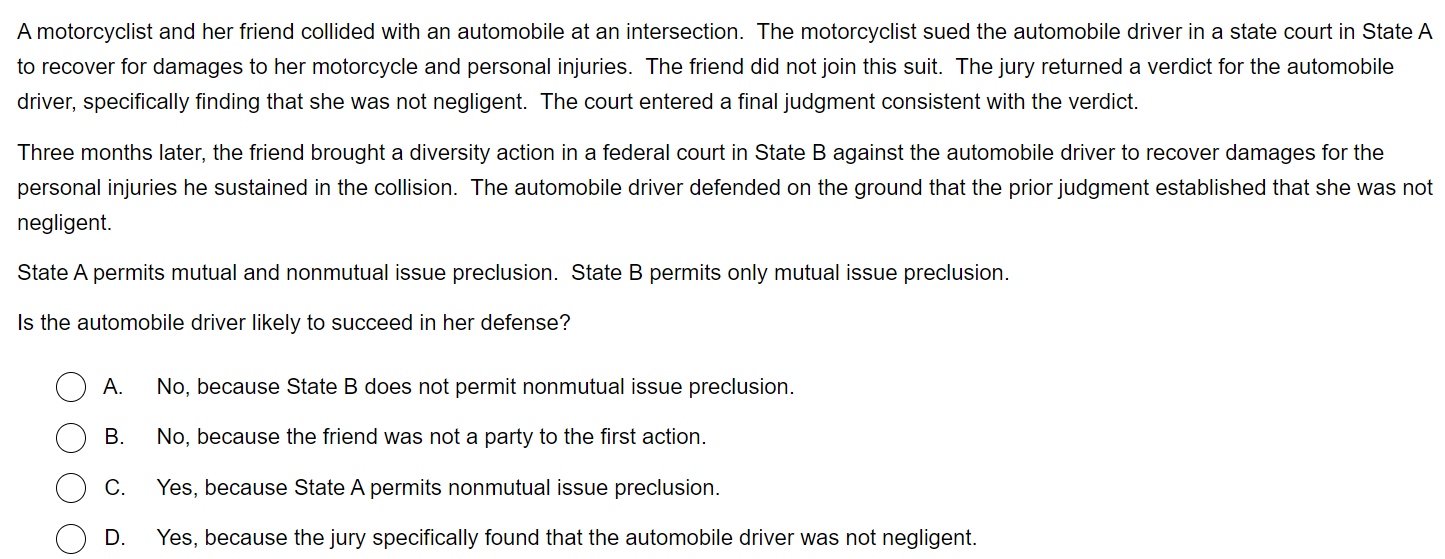 A motorcyclist and her friend collided with an automobile at an intersection.  The motorcyclist sued the automobile driver in a state court in State A
to recover for damages to her motorcycle and personal injuries.  The friend did not join this suit.  The jury returned a verdict for the automobile
driver, specifically finding that she was not negligent.  The court entered a final judgment consistent with the verdict.
Three months later, the friend brought a diversity action in a federal court in State B against the automobile driver to recover damages for the
personal injuries he sustained in the collision.  The automobile driver defended on the ground that the prior judgment established that she was not
negligent.
State A permits mutual and nonmutual issue preclusion.  State B permits only mutual issue preclusion.
Is the automobile driver likely to succeed in her defense?
A. No, because State B does not permit nonmutual issue preclusion.
B. No, because the friend was not a party to the first action.
C. Yes, because State A permits nonmutual issue preclusion.
D. Yes, because the jury specifically found that the automobile driver was not negligent.